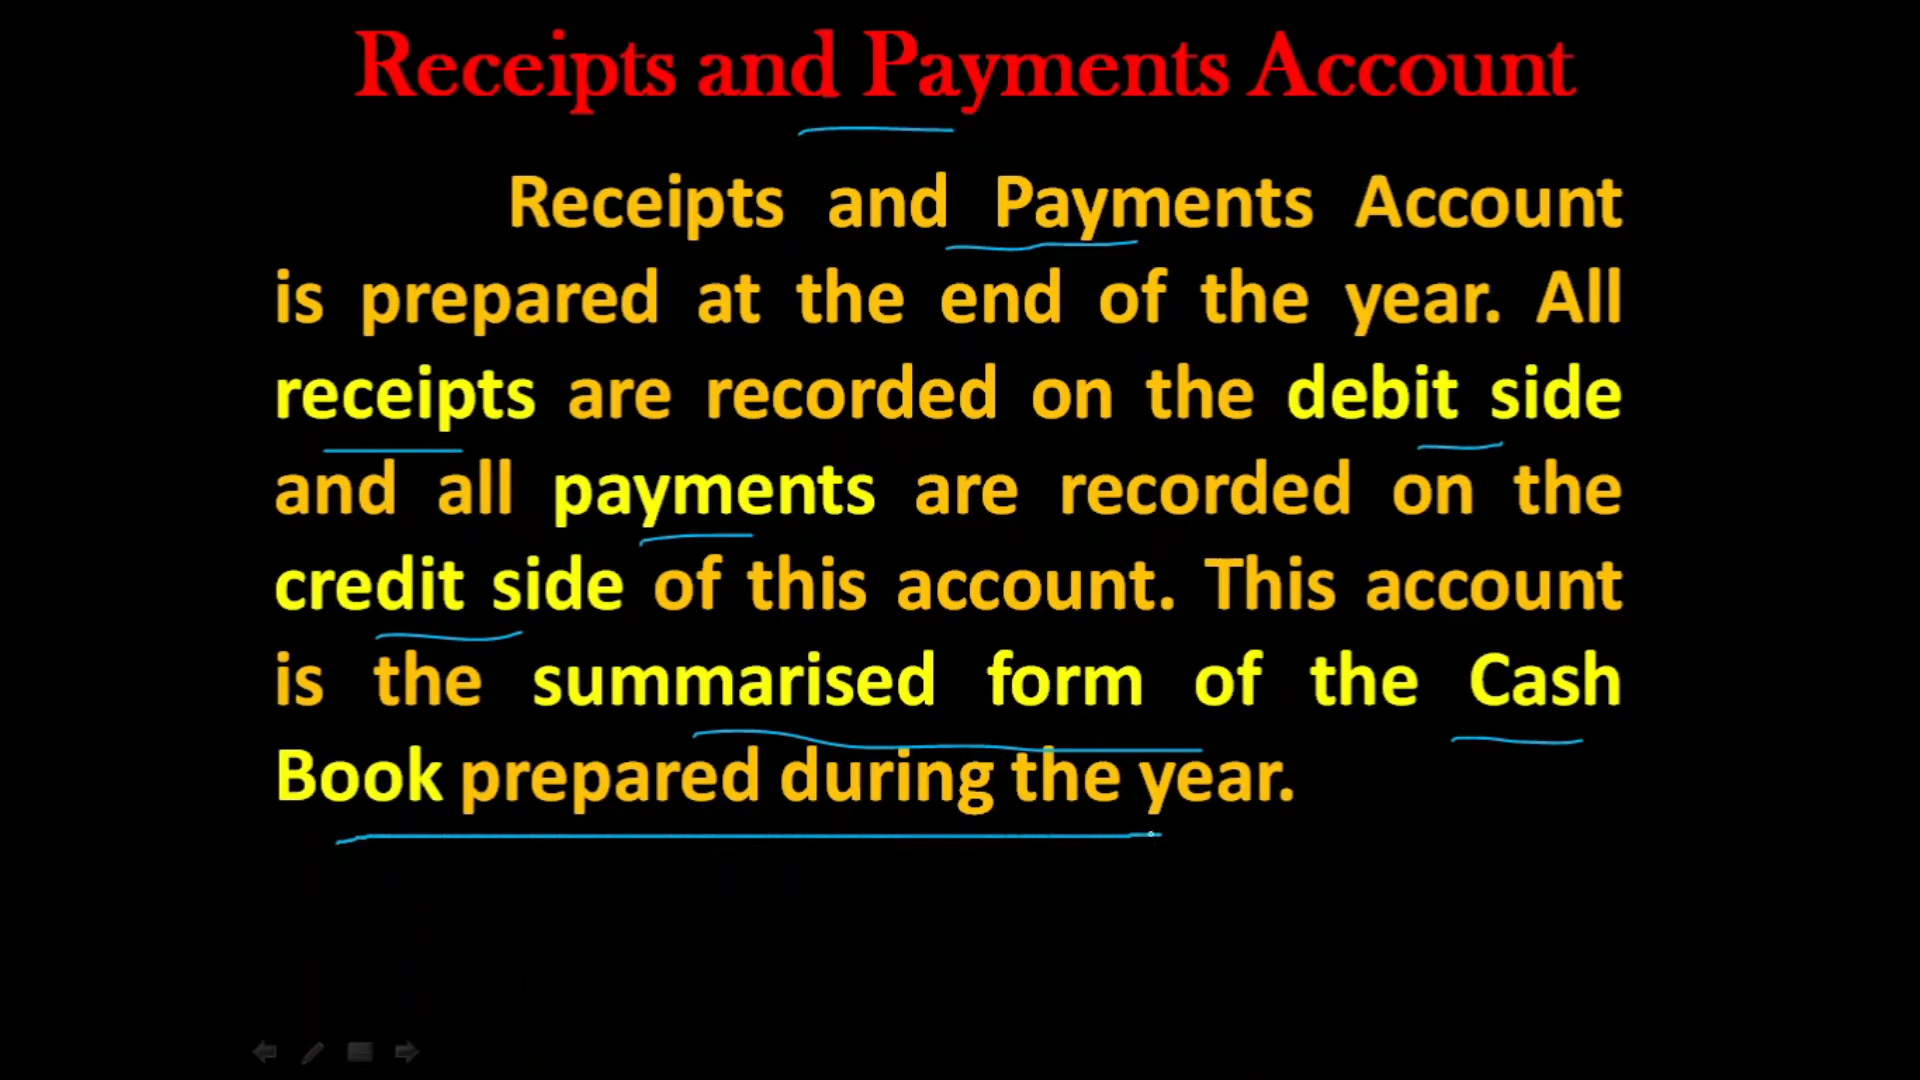 Receipts and Payments Account
Receipts and Payments Account
is prepared at the end of the year. All
receipts are recorded on the debit side
and all payments are recorded on the
credit side of this account. This account
is the summarised form of the Cash
Book prepared during the year.